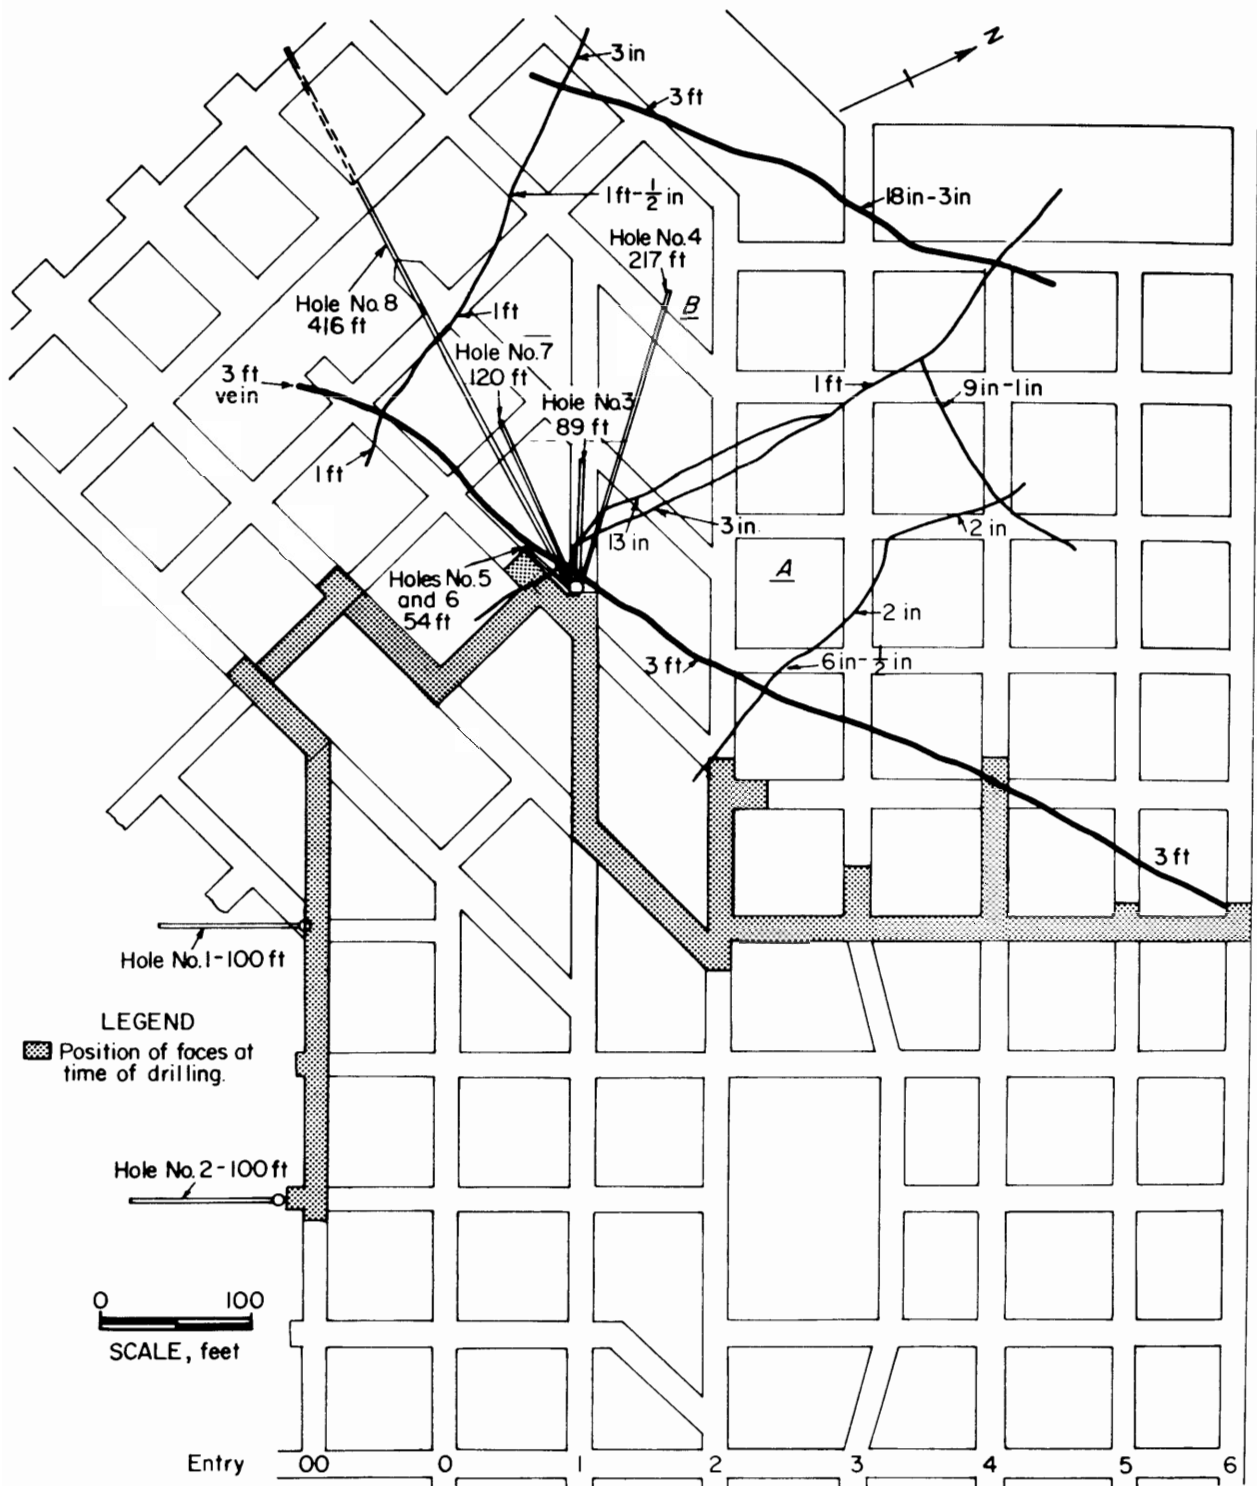 N
3 in
3 ft
1 ft-1/2 in
18 in-3 in
Hole No. 4
217 ft
B
Hole No. 8
416 ft
1 ft
Hole No. 7
120 ft
3 ft
vein
1 ft
9 in-1 in
Hole No. 3
89 ft
1 ft
3 in
2 in
13 in
A
Holes No. 5
and 6
54 ft
2 in
3 ft
6 in-1/2 in
3 ft
Hole No. 1-100 ft
LEGEND
Position of faces at
time of drilling.
Hole No. 2-100 ft
0 100
SCALE, feet
Entry 00 0 1 2 3 4 5 6